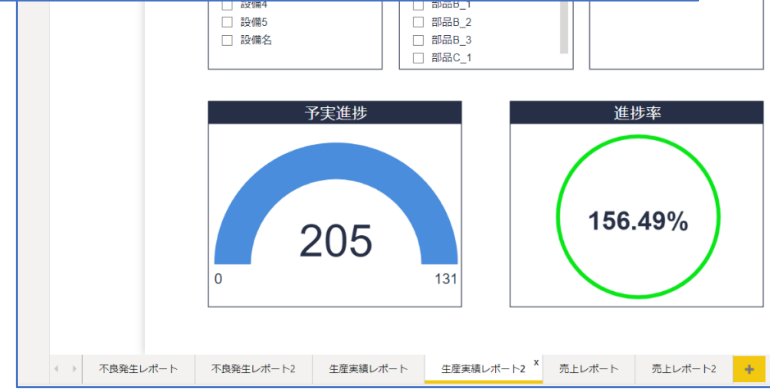 設備4
設備5
設備名
部品B_1
部品B_2
部品B_3
部品C_1
予実進捗
205
0
131
進捗率
156.49%
不良発生レポート
不良発生レポート2
生産実績レポート
生産実績レポート2
x
売上レポート
売上レポート2
+